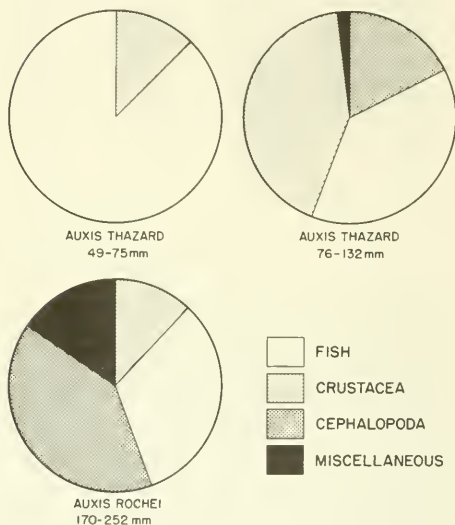 AUXIS THAZARD
49-75mm
AUXIS THAZARD
76-132mm
AUXIS ROCHEI
170-252 mm
FISH
CRUSTACEA
CEPHALOPODA
MISCELLANEOUS